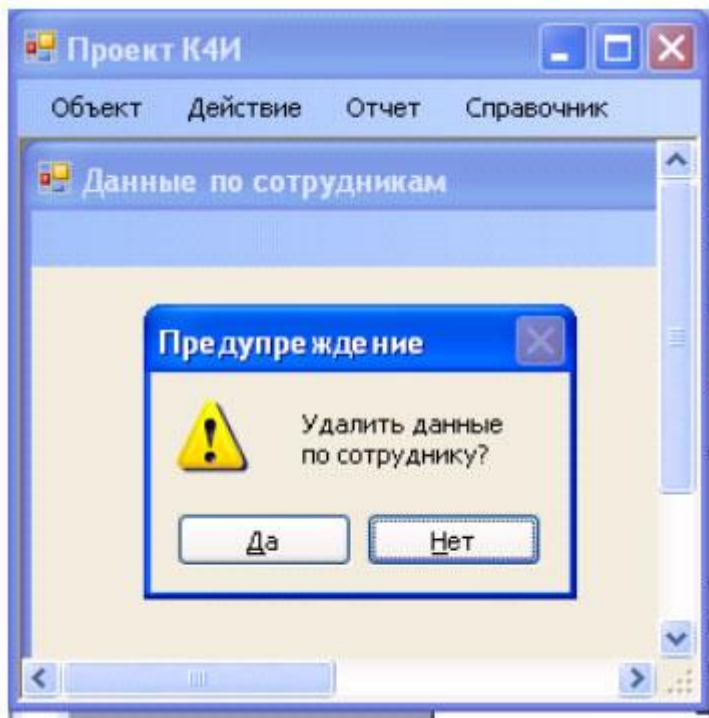 Проект К4И
Объект Действие Отчет Справочник
Данные по сотрудникам
Предупреждение
Удалить данные
по сотруднику?
Да Нет